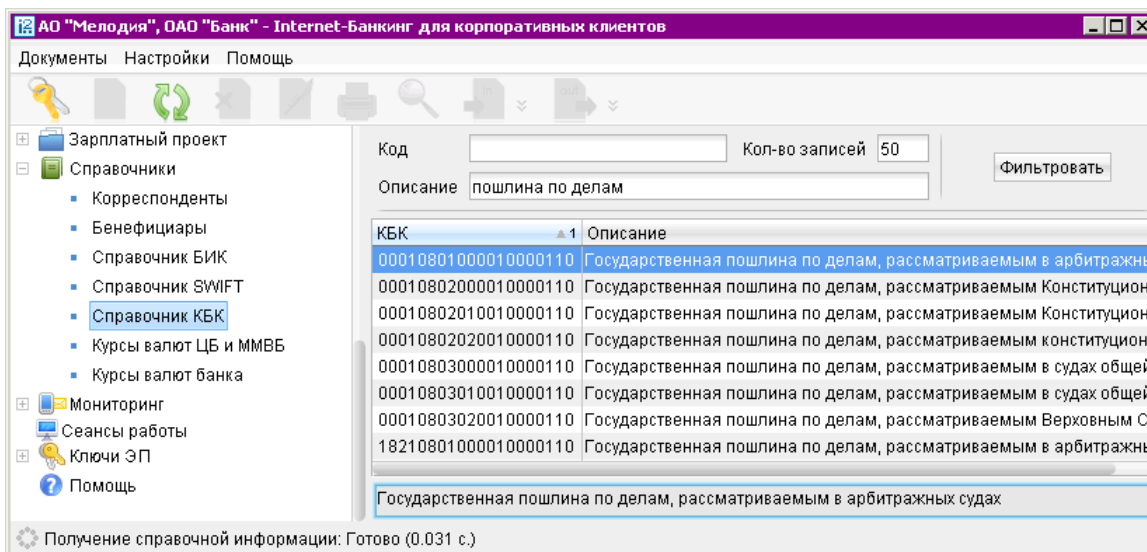 АО "Мелодия", ОАО "Банк" - Internet-Банкинг для корпоративных клиентов
Документы Настройки Помощь
in out
Зарплатный проект
Справочники
Корреспонденты
Бенефициары
Справочник БИК
Справочник SWIFT
Справочник КБК
Курсы валют ЦБ и ММВБ
Курсы валют банка
Мониторинг
Сеансы работы
Ключи ЭП
Помощь
Код Кол-во записей 50
Фильтровать
Описание пошлина по делам
КБК 1 Описание
00010801000010000110 Государственная пошлина по делам, рассматриваемым в арбитражны
00010802000010000110 Государственная пошлина по делам, рассматриваемым Конституцион
00010802010010000110 Государственная пошлина по делам, рассматриваемым Конституцион
00010802020010000110 Государственная пошлина по делам, рассматриваемым конституцион
00010803000010000110 Государственная пошлина по делам, рассматриваемым в судах общей
00010803010010000110 Государственная пошлина по делам, рассматриваемым в судах общей
00010803020010000110 Государственная пошлина по делам, рассматриваемым Верховным С
18210801000010000110 Государственная пошлина по делам, рассматриваемым в арбитражны
Государственная пошлина по делам, рассматриваемым в арбитражных судах
Получение справочной информации: Готово (0.031 с.)